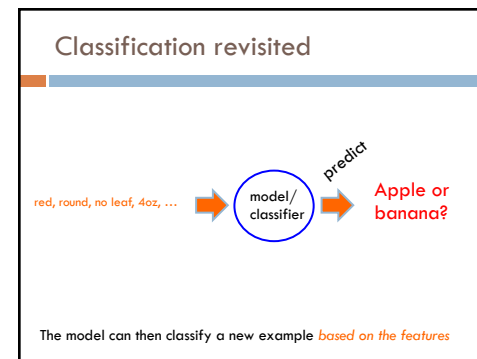 Classification revisited
predict
red, round, no leaf, 4oz, …
model/
classifier
Apple or
banana?
The model can then classify a new example based on the features